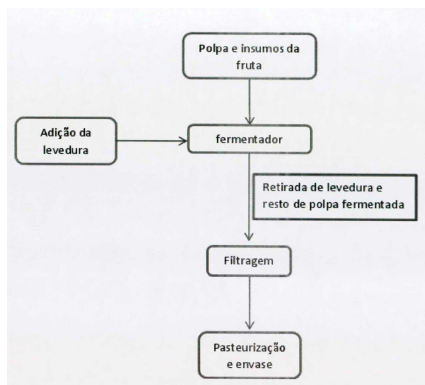 Polpa e insumos da
fruta
Adição da
levedura
fermentador
Retirada de levedura e
resto de polpa fermentada
Filtragem
Pasteurização
e envase